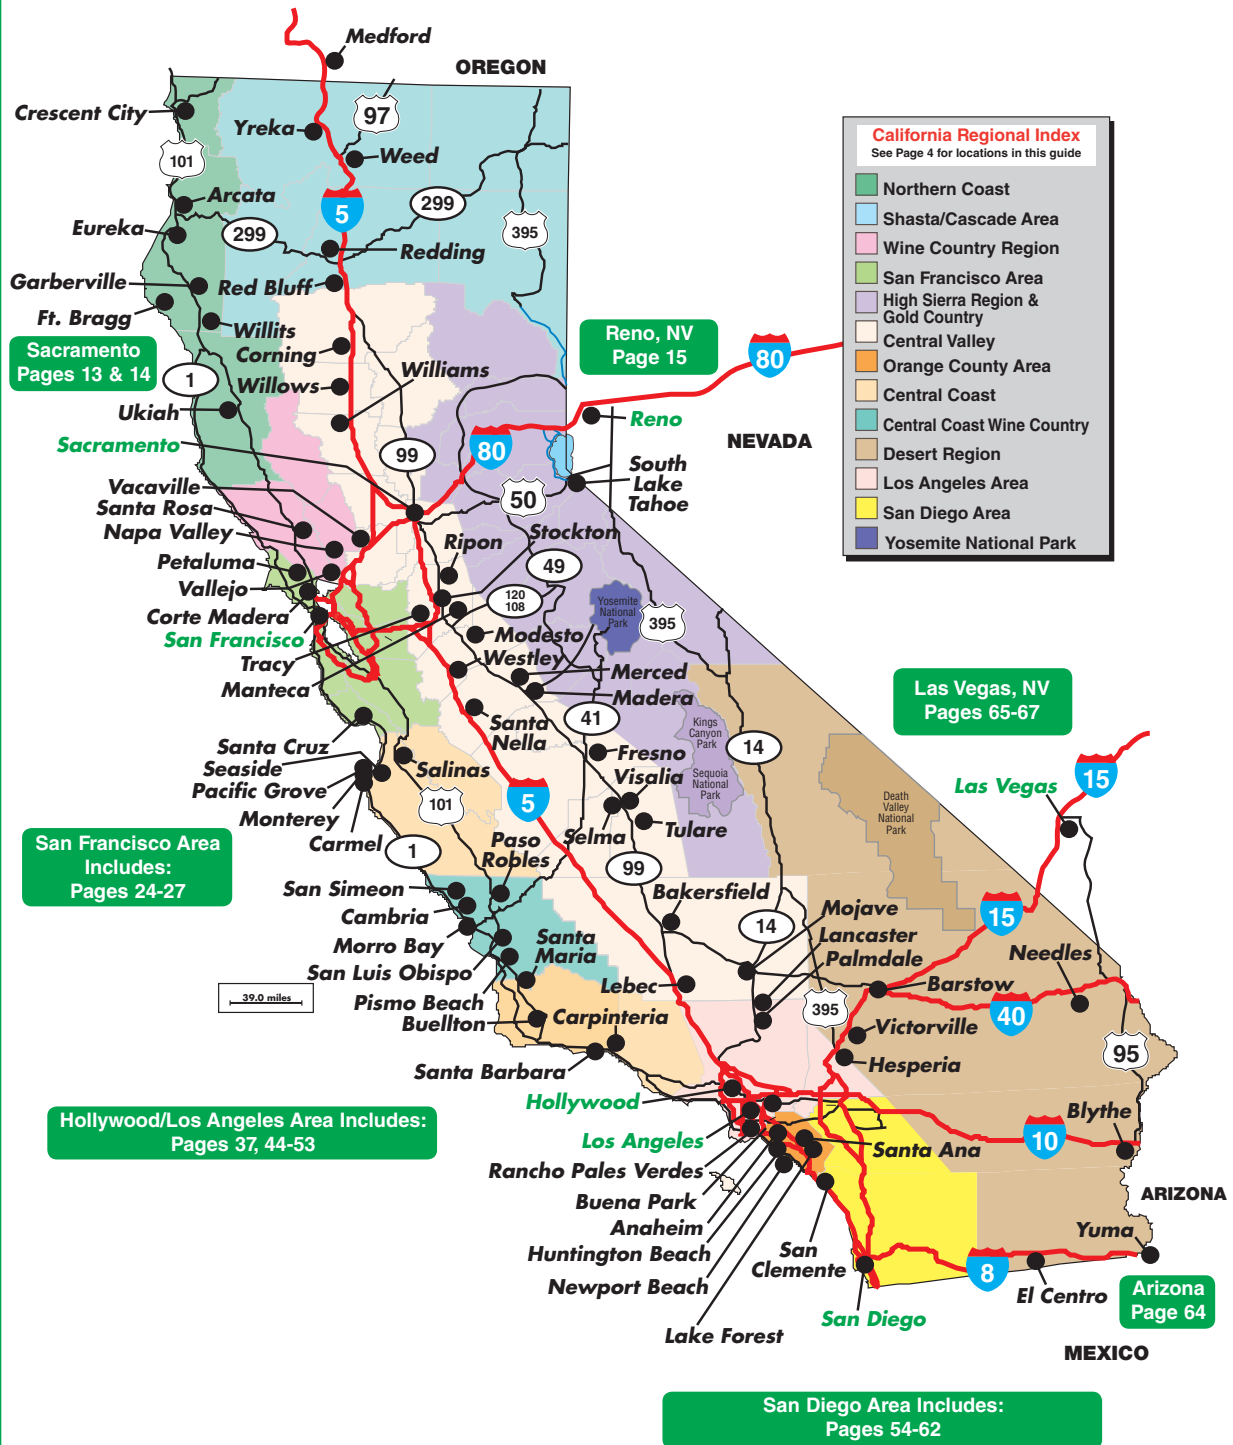 Medford
OREGON
Crescent City
97
Yreka
101
Weed
Arcata
299
5
Eureka
299
395
Redding
Garberville
Red Bluff
Ft. Bragg
Willits
Corning
Sacramento
Pages 13 & 14
Reno, NV
Page 15
80
1
Willows
Williams
Ukiah
Reno
Sacramento
NEVADA
99
80
South
Lake
Tahoe
Vacaville
50
Santa Rosa
Napa Valley
Stockton
Ripon
Petaluma
49
Vallejo
120
108
Yosemite
National
Park
395
Corte Madera
San Francisco
Modesto
Tracy
Westley
Merced
Manteca
Madera
Santa
Nella
41
Kings
Canyon
Park
14
Santa Cruz
Fresno
Seaside
Salinas
Visalia
Sequoia
National
Park
Pacific Grove
101
5
Monterey
Selma
Tulare
Carmel
1
Paso
Robles
99
Death
Valley
National
Park
California Regional Index
See Page 4 for locations in this guide
Northern Coast
Shasta/Cascade Area
Wine Country Region
San Francisco Area
High Sierra Region &
Gold Country
Central Valley
Orange County Area
Central Coast
Central Coast Wine Country
Desert Region
Los Angeles Area
San Diego Area
Yosemite National Park
Las Vegas, NV
Pages 65-67
15
Las Vegas
San Francisco Area
Includes:
Pages 24-27
San Simeon
Bakersfield
Cambria
14
Mojave
15
Morro Bay
Santa
Maria
Lancaster
Needles
San Luis Obispo
Palmdale
39.0 miles
Pismo Beach
Lebec
Barstow
Buellton
Carpinteria
395
40
Victorville
95
Santa Barbara
Hesperia
Hollywood
Blythe
Hollywood/Los Angeles Area Includes:
Pages 37, 44-53
Los Angeles
Santa Ana
10
Rancho Pales Verdes
Buena Park
ARIZONA
Anaheim
Yuma
Huntington Beach
San
Clemente
Newport Beach
8
El Centro
Arizona
Page 64
Lake Forest
San Diego
MEXICO
San Diego Area Includes:
Pages 54-62